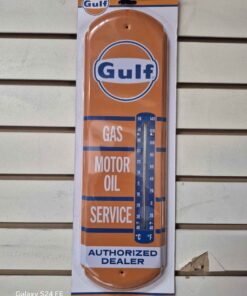 Gulf
Gulf
GAS
MOTOR
OIL
SERVICE
°C °F
AUTHORIZED
DEALER
Galaxy S24 FE